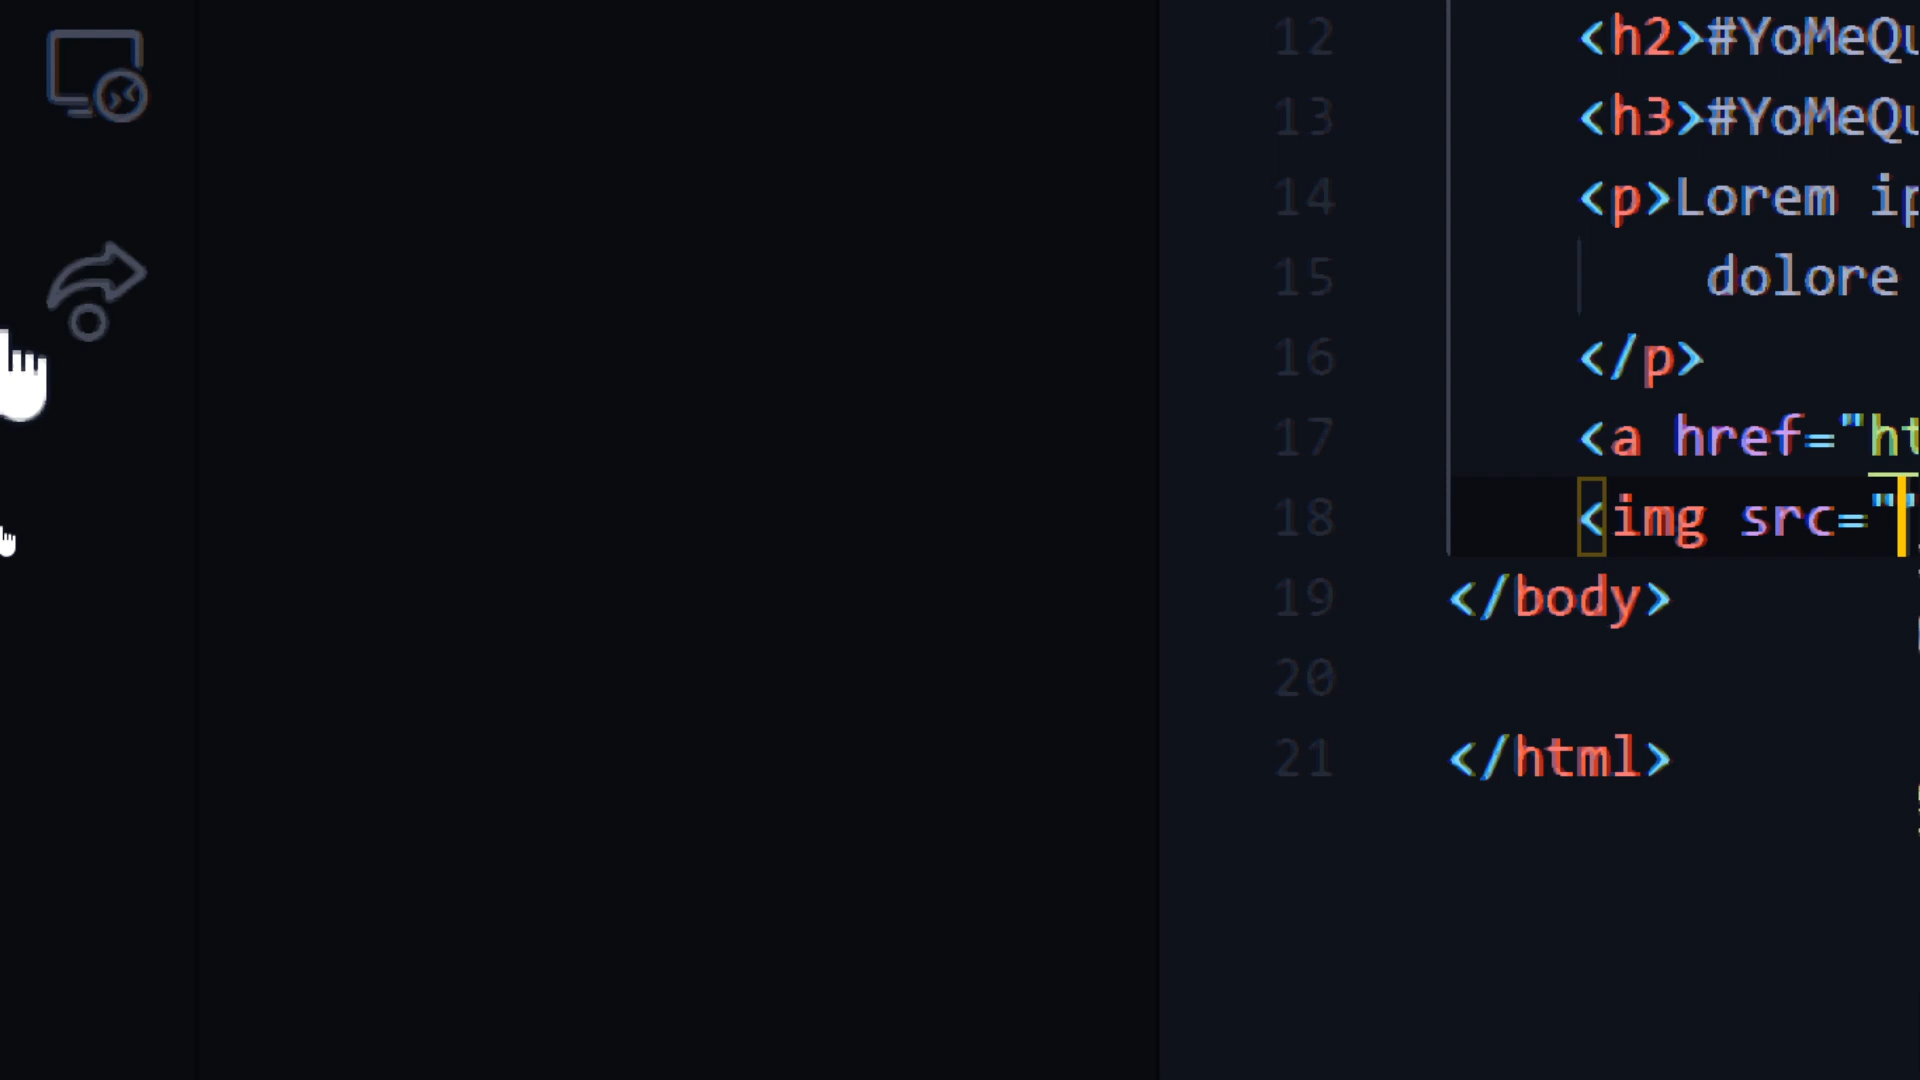 12 <h2>#YoMeQu
13 <h3>#YoMeQu
14 <p>Lorem ip
15 dolore
16 </p>
17 <a href="ht
18 <img src=""
19 </body>
20
21 </html>